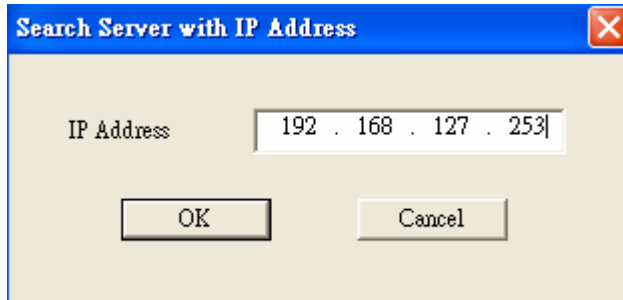 Search Server with IP Address
IP Address 192 . 168 . 127 . 253
OK Cancel